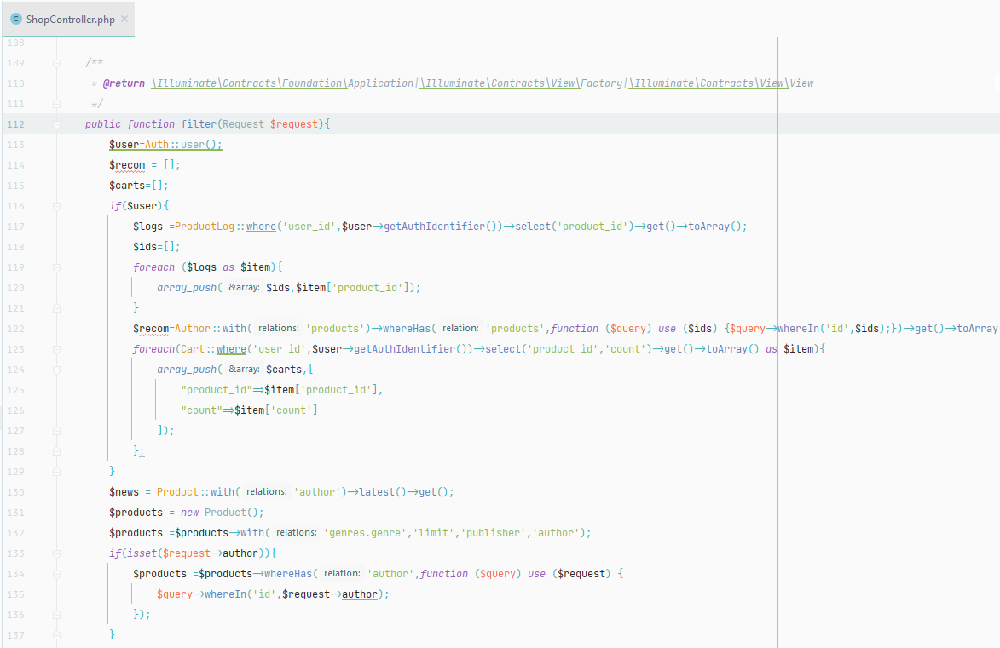 ShopController.php
108
109 /**
110 * @return \Illuminate\Contracts\Foundation\Application|\Illuminate\Contracts\View\Factory|\Illuminate\Contracts\View\View
111 */
112 public function filter(Request $request){
113 $user=Auth::user();
114 $recom = [];
115 $carts=[];
116 if($user){
117 $logs =ProductLog::where('user_id',$user->getAuthIdentifier())->select('product_id')->get()->toArray();
118 $ids=[];
119 foreach ($logs as $item){
120 array_push( &array: $ids,$item['product_id']);
121 }
122 $recom=Author::with( relations: 'products')->whereHas( relation: 'products',function ($query) use ($ids) {$query->whereIn('id',$ids);})->get()->toArray
123 foreach(Cart::where('user_id',$user->getAuthIdentifier())->select('product_id','count')->get()->toArray() as $item){
124 array_push( &array: $carts,[
125 "product_id"=>$item['product_id'],
126 "count"=>$item['count']
127 ]);
128 };
129 }
130 $news = Product::with( relations: 'author')->latest()->get();
131 $products = new Product();
132 $products =$products->with( relations: 'genres.genre','limit','publisher','author');
133 if(isset($request->author)){
134 $products =$products->whereHas( relation: 'author',function ($query) use ($request) {
135 $query->whereIn('id',$request->author);
136 });
137 }